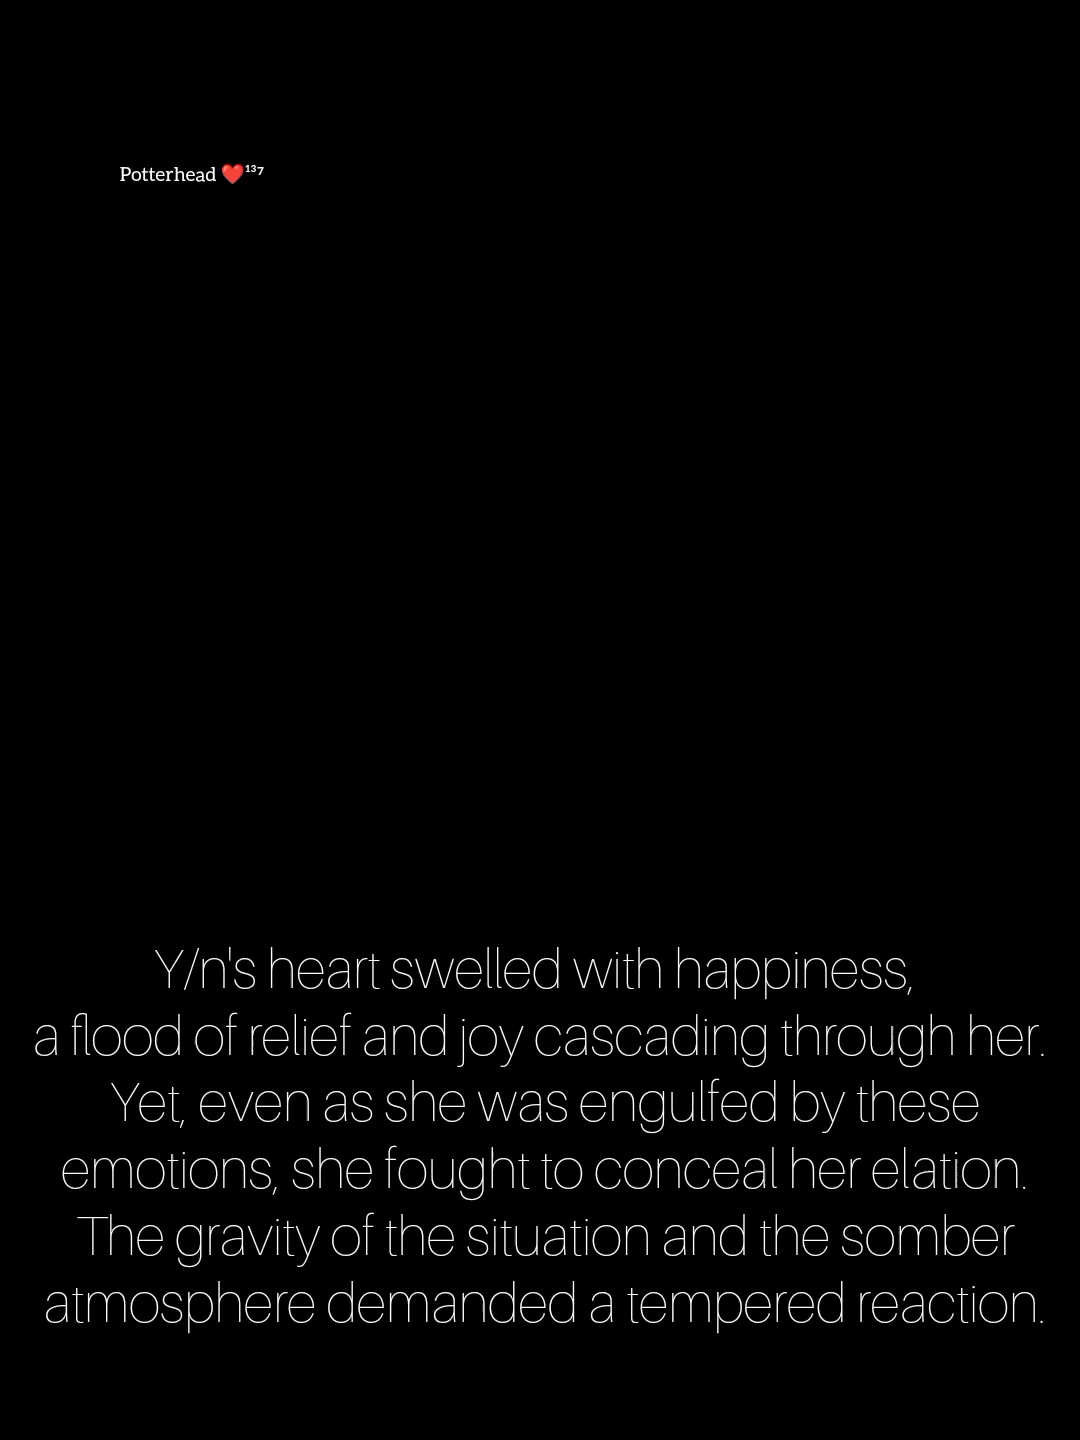 Potterhead ❤️¹³⁷
Y/n's heart swelled with happiness,
a flood of relief and joy cascading through her.
Yet, even as she was engulfed by these
emotions, she fought to conceal her elation.
The gravity of the situation and the somber
atmosphere demanded a tempered reaction.